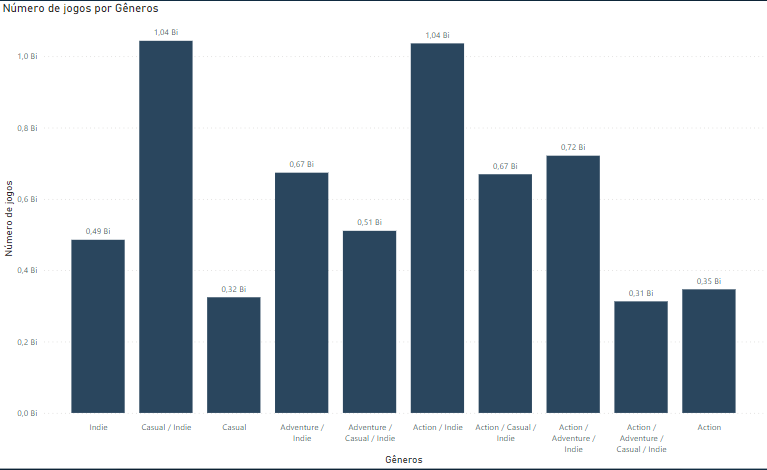 Número de jogos por Gêneros
Número de jogos
1,0 Bi
0,8 Bi
0,6 Bi
0,4 Bi
0,2 Bi
0,0 Bi
0,49 Bi
1,04 Bi
0,32 Bi
0,67 Bi
0,51 Bi
1,04 Bi
0,67 Bi
0,72 Bi
0,31 Bi
0,35 Bi
Indie
Casual / Indie
Casual
Adventure /
Indie
Adventure /
Casual / Indie
Action / Indie
Action / Casual /
Indie
Action /
Adventure /
Indie
Action /
Adventure /
Casual / Indie
Action
Gêneros